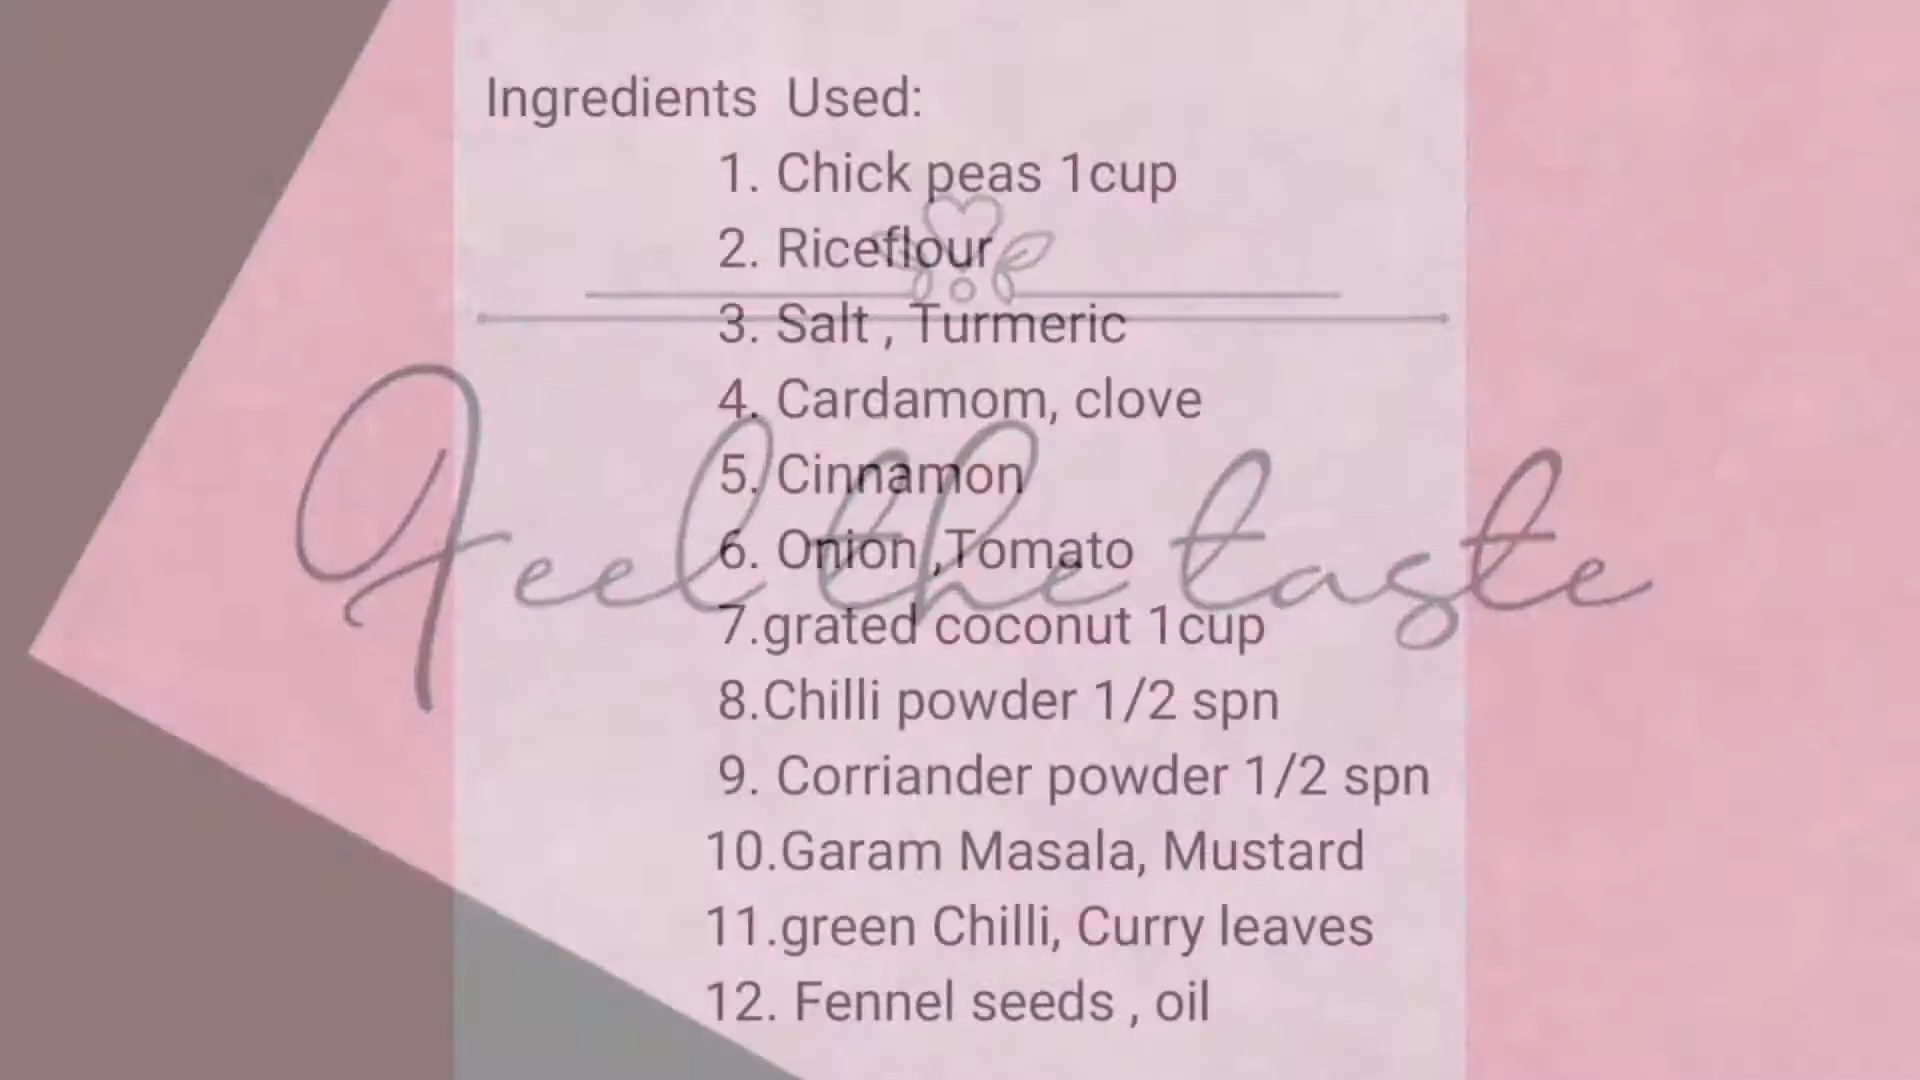 Ingredients Used:
1. Chick peas 1cup
2. Riceflour
3. Salt , Turmeric
4. Cardamom, clove
5. Cinnamon
Feel the taste
6. Onion ,Tomato
7.grated coconut 1cup
8.Chilli powder 1/2 spn
9. Corriander powder 1/2 spn
10.Garam Masala, Mustard
11.green Chilli, Curry leaves
12. Fennel seeds , oil